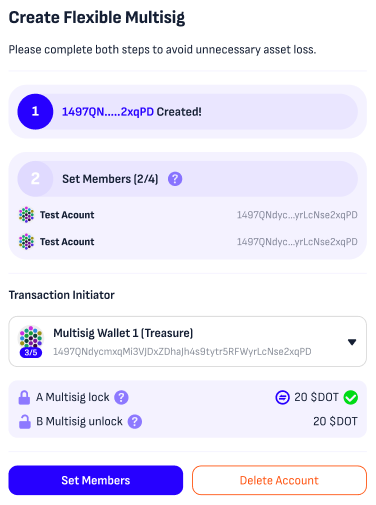 Create Flexible Multisig
Please complete both steps to avoid unnecessary asset loss.
1 1497QN.....2xqPD Created!
2 Set Members (2/4) ?
Test Acount 1497QNdyc...yrLcNse2xqPD
Test Acount 1497QNdyc...yrLcNse2xqPD
Transaction Initiator
Multisig Wallet 1 (Treasure)
3/5 1497QNdycmxqMi3VJDxZDhaJh4s9tytr5RFWyrLcNse2xqPD
A Multisig lock ? 20 $DOT
B Multisig unlock ? 20 $DOT
Set Members Delete Account